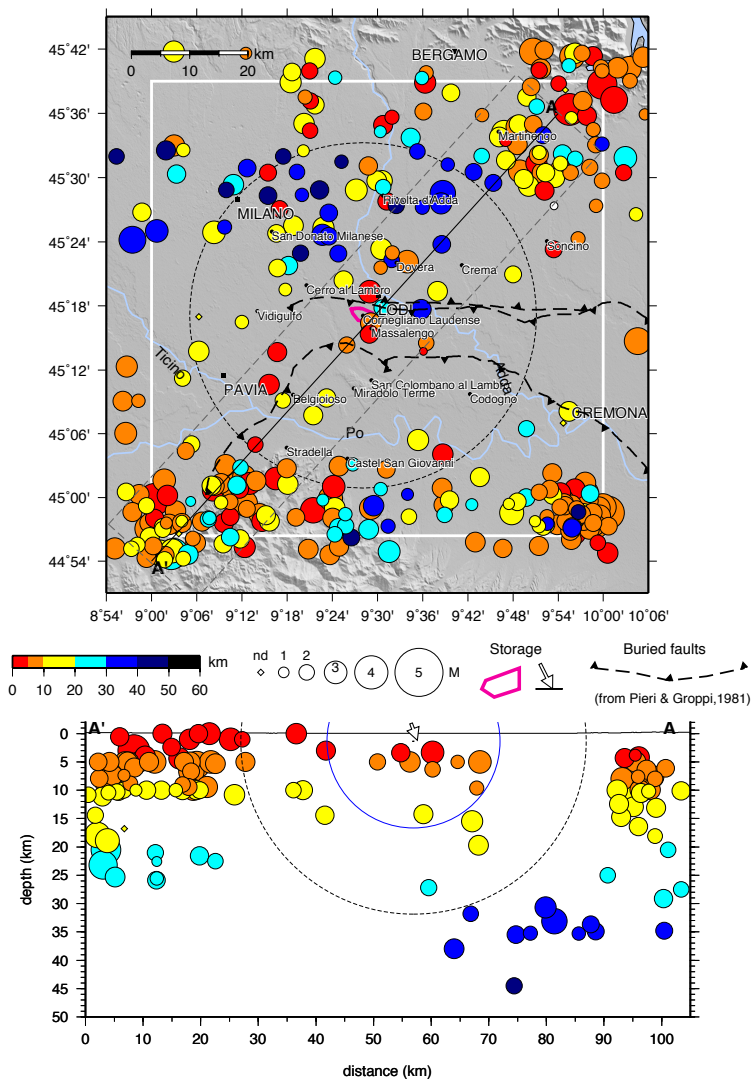 45°42'
45°36'
45°30'
45°24'
45°18'
45°12'
45°06'
45°00'
44°54'
8°54' 9°00' 9°06' 9°12' 9°18' 9°24' 9°30' 9°36' 9°42' 9°48' 9°54' 10°00' 10°06'
km
0 10 20
BERGAMO
A
Martinengo
Rivolta d'Adda
MILANO
San Donato Milanese
Soncino
Dovera
Crema
Cerro al Lambro
LODI
Vidigulfo
Cornegliano Laudense
Massalengo
Ticino
PAVIA
San Colombano al Lambro
Miradolo Terme
Adda
Belgioioso
Codogno
CREMONA
Po
Stradella
Castel San Giovanni
A'
km
0 10 20 30 40 50 60
nd 1 2 3 4 5 M
Storage
Buried faults
(from Pieri & Groppi,1981)
A' A
0
5
10
15
20
25
30
35
40
45
50
depth (km)
0 10 20 30 40 50 60 70 80 90 100
distance (km)